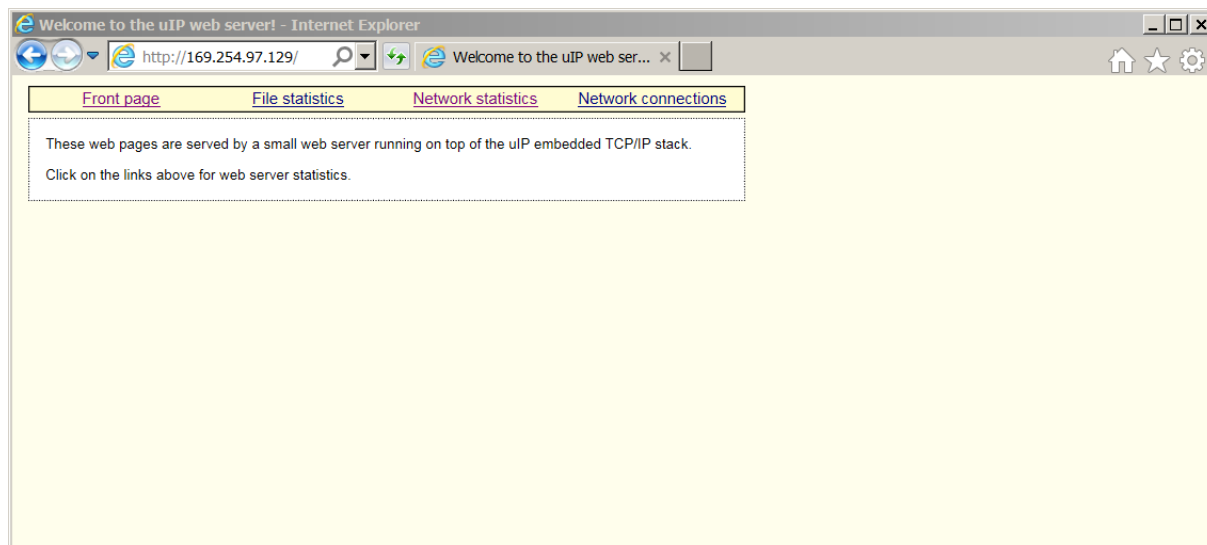 Welcome to the uIP web server! - Internet Explorer
http://169.254.97.129/ Welcome to the uIP web ser...
Front page File statistics Network statistics Network connections
These web pages are served by a small web server running on top of the uIP embedded TCP/IP stack.
Click on the links above for web server statistics.